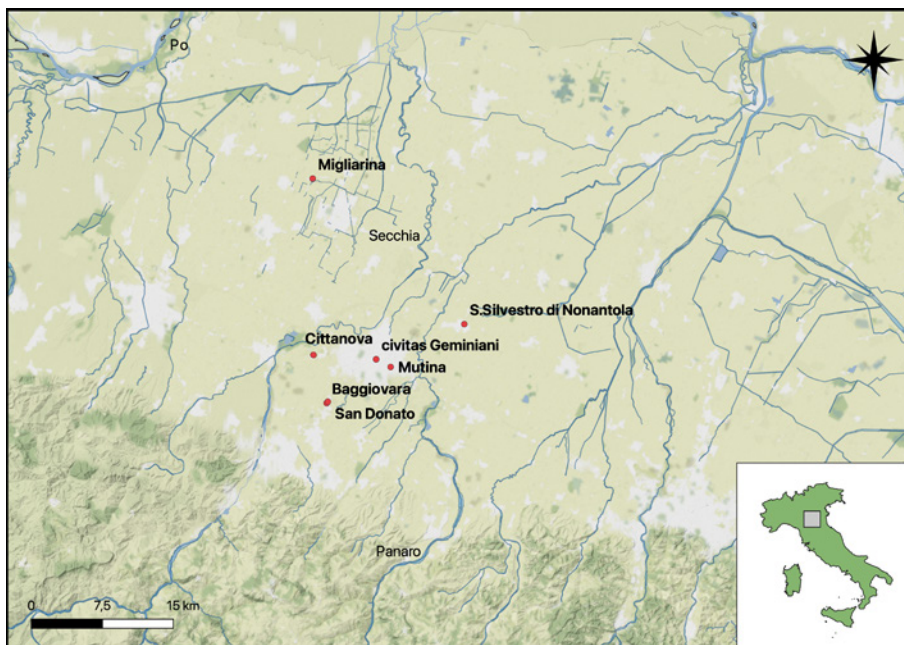 Po
Migliarina
Secchia
S.Silvestro di Nonantola
Cittanova
civitas Geminiani
Mutina
Baggiovara
San Donato
Panaro
0 7,5 15 km